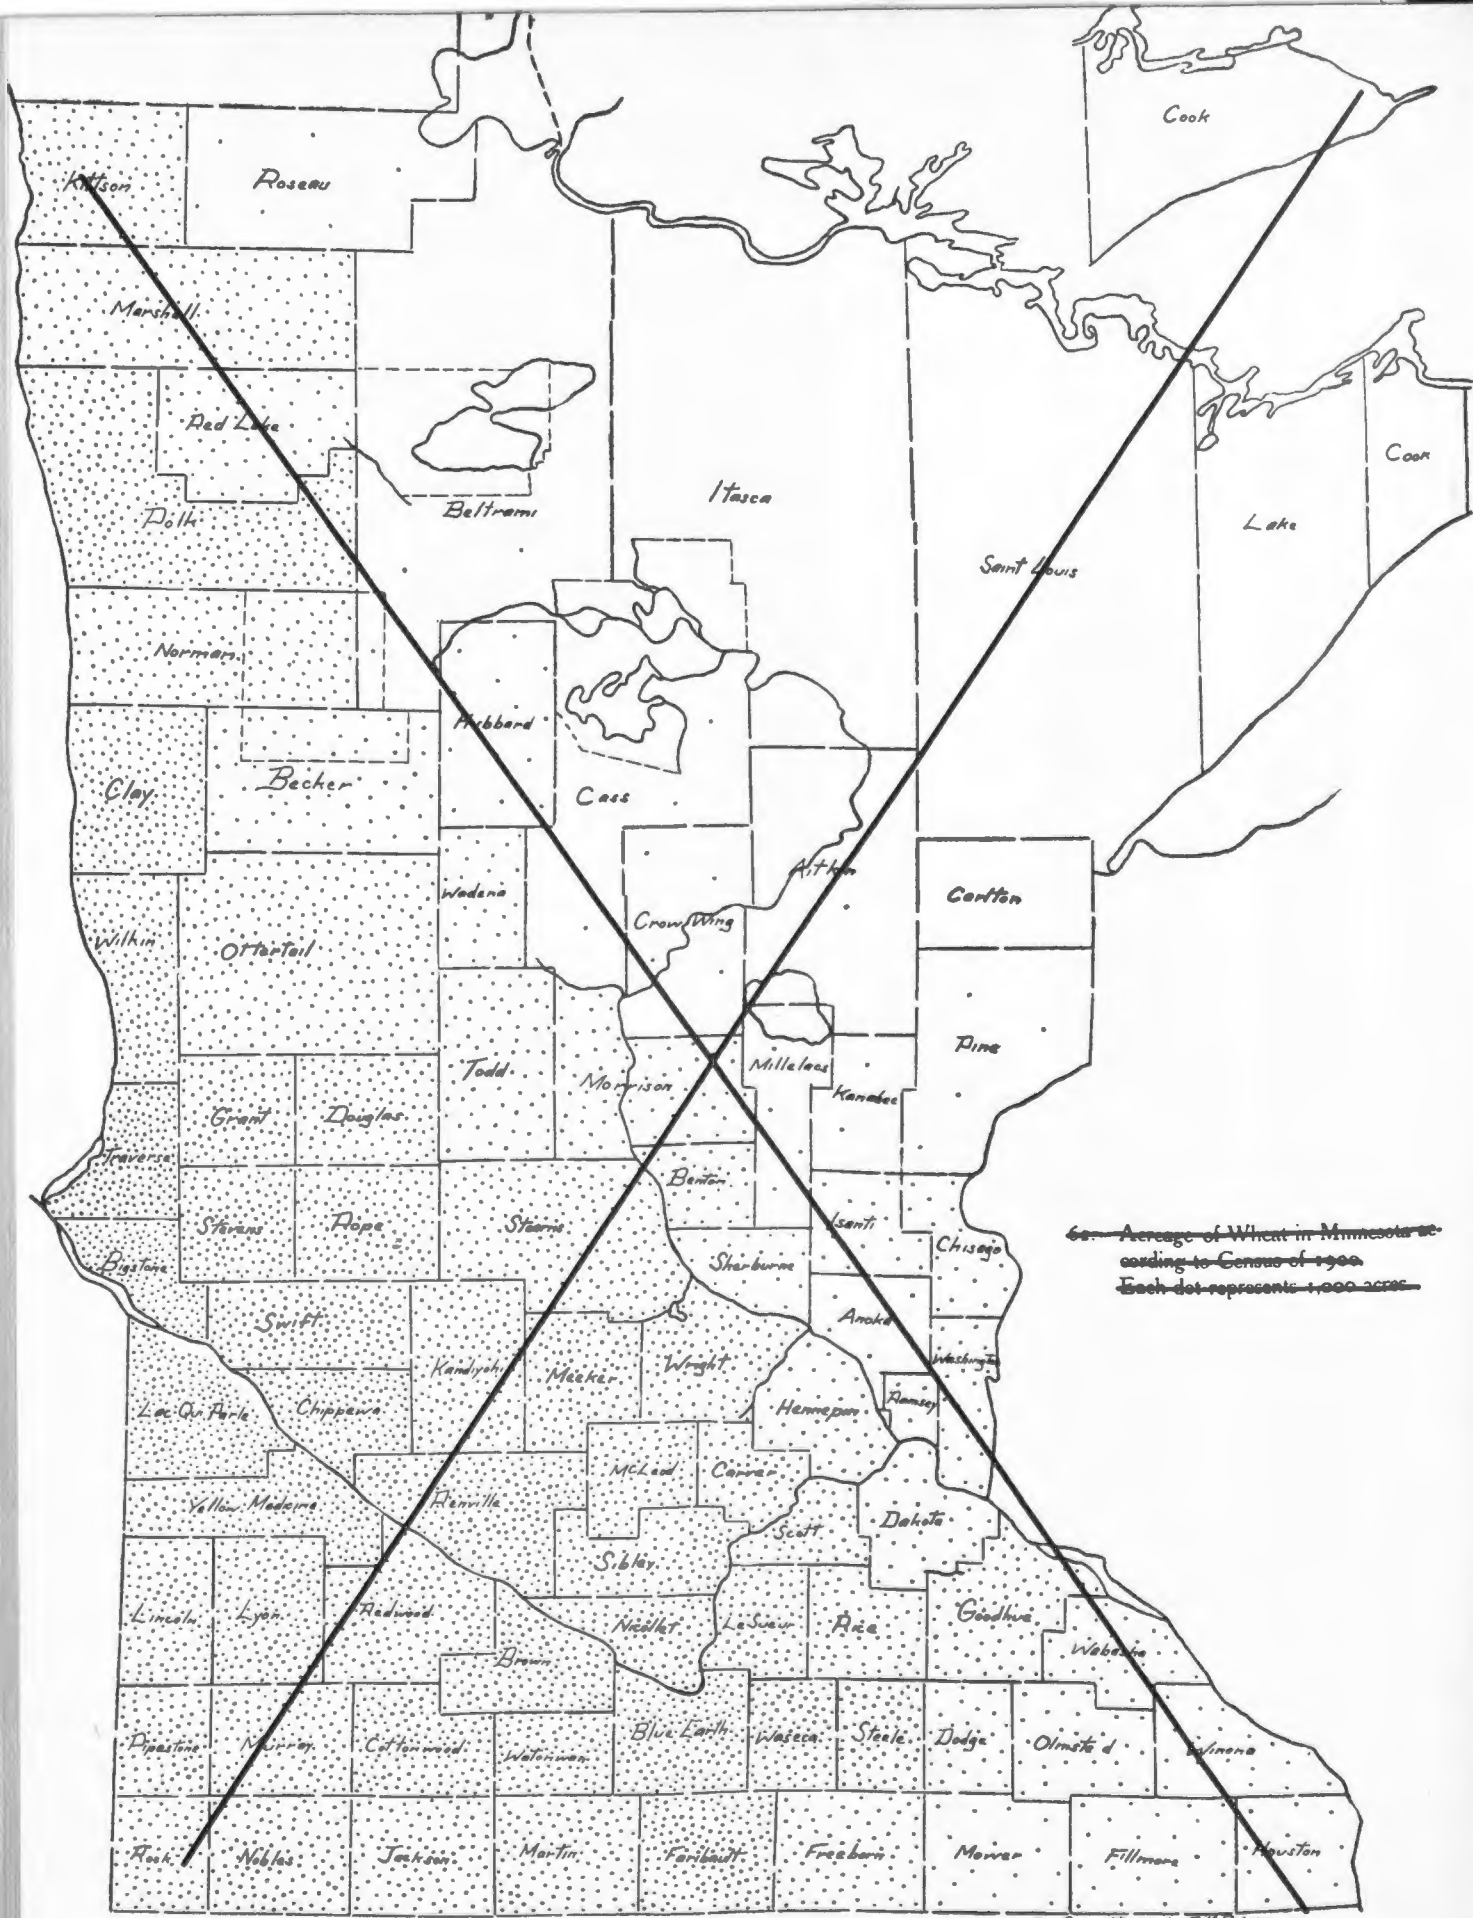 Cook
Kittson
Roseau
Marshall
Red Lake
Cook
Itasca
Beltrami
Polk
Lake
Saint Louis
Norman
Hubbard
Becker
Clay
Cass
Aitkin
Wadena
Carlton
Crow Wing
Wilkin
Ottertail
Pine
Todd
Millelacs
Morrison
Kanabec
Grant
Douglas
Traverse
Benton
Stevens
Pope
Stearns
Isanti
Chisago
Bigstone
Sherburne
62. Acreage of Wheat in Minnesota ac-
cording to Census of 1900.
Each dot represents 1,000 acres.
Swift
Anoka
Kandiyohi
Meeker
Wright
Washington
Lac Qui Parle
Chippewa
Hennepin
Ramsey
McLeod
Carver
Yellow Medicine
Renville
Scott
Dakota
Sibley
Lincoln
Lyon
Redwood
Nicollet
LeSueur
Rice
Goodhue
Brown
Wabasha
Pipestone
Murray
Cottonwood
Watonwan
Blue Earth
Waseca
Steele
Dodge
Olmsted
Winona
Rock
Nobles
Jackson
Martin
Faribault
Freeborn
Mower
Fillmore
Houston